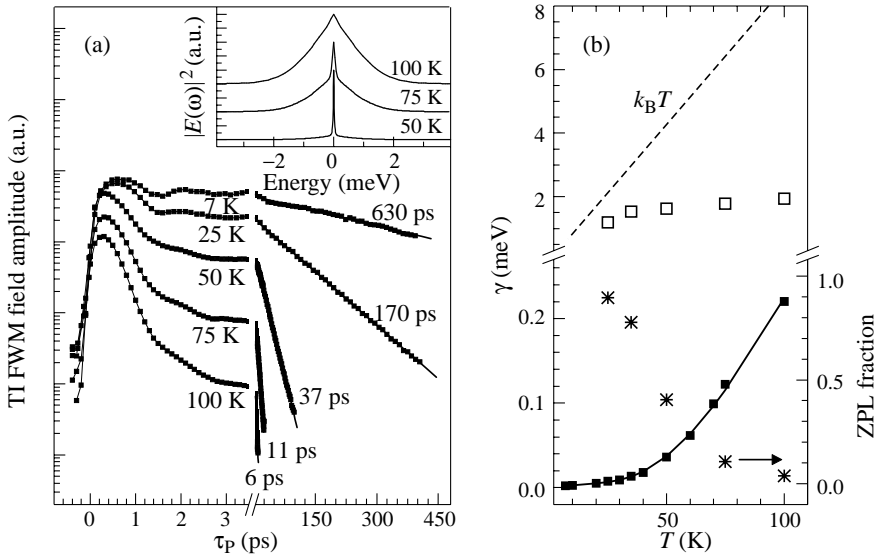 (a)
|E(ω)|² (a.u.)
100 K
75 K
50 K
−2 0 2
Energy (meV)
TI FWM field amplitude (a.u.)
7 K
25 K
50 K
75 K
100 K
630 ps
170 ps
37 ps
11 ps
6 ps
0 1 2 3 150 300 450
τP (ps)
(b)
8
6
4
2
kBT
γ (meV)
0.2
0.1
0.0
1.0
0.5
0.0
ZPL fraction
50 100
T (K)